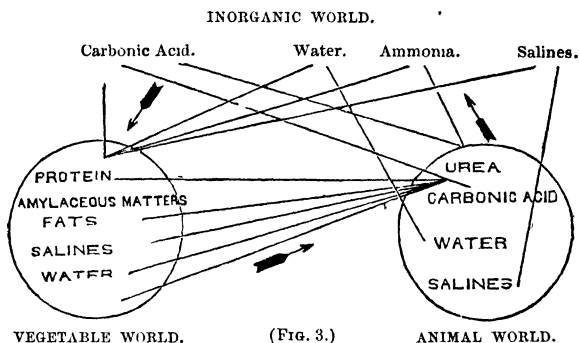 INORGANIC WORLD.
Carbonic Acid. Water. Ammonia. Salines.
PROTEIN
AMYLACEOUS MATTERS
FATS
SALINES
WATER
UREA
CARBONIC ACID
WATER
SALINES
VEGETABLE WORLD. (FIG. 3.) ANIMAL WORLD.